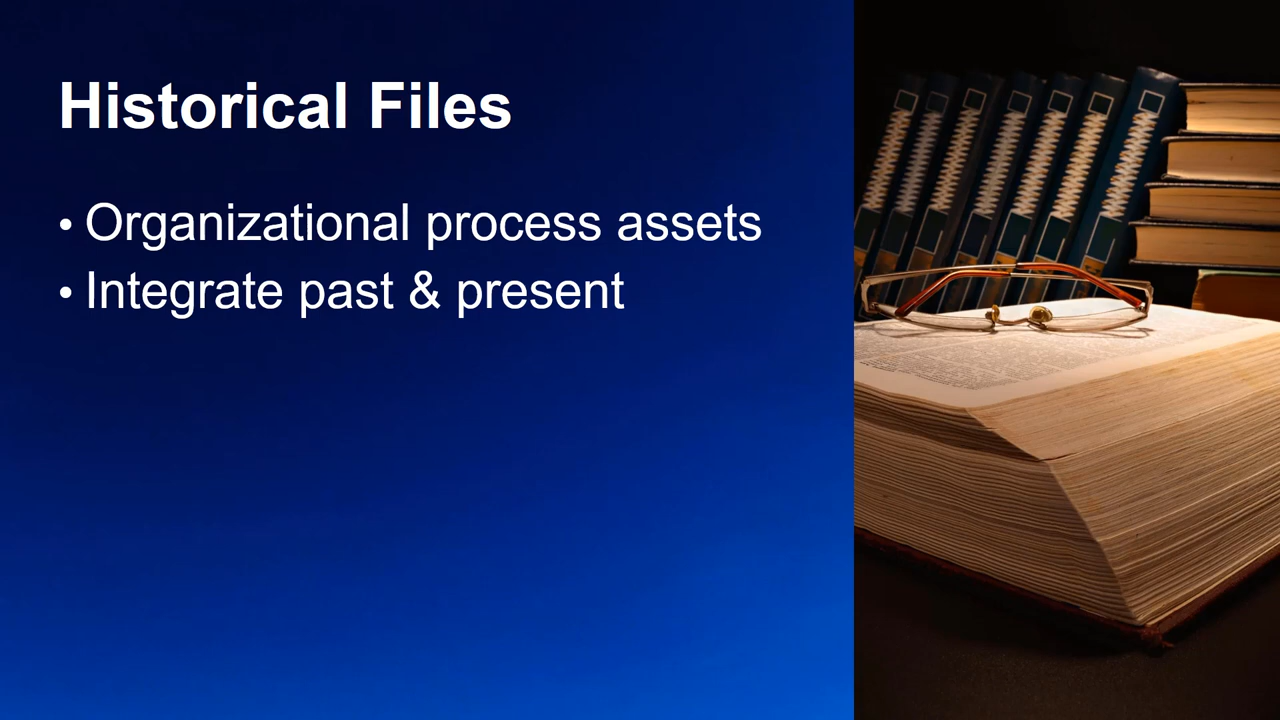 Historical Files
• Organizational process assets
• Integrate past & present